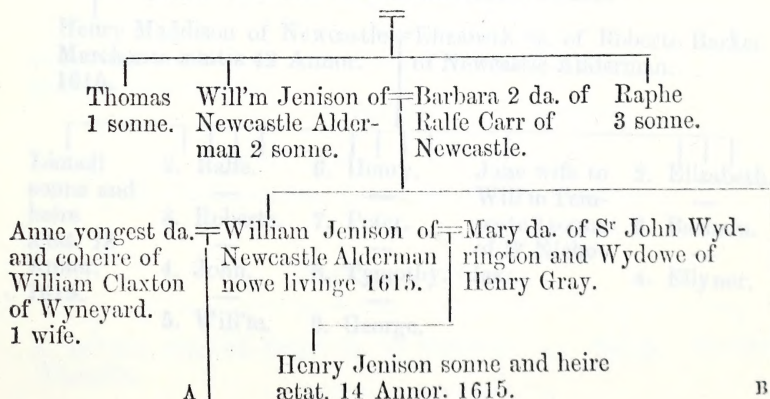 Thomas
1 sonne.
Will'm Jenison of
Newcastle Alder-
man 2 sonne.
Barbara 2 da. of
Ralfe Carr of
Newcastle.
Raphe
3 sonne.
Anne yongest da.
and coheire of
William Claxton
of Wyneyard.
1 wife.
William Jenison of
Newcastle Alderman
nowe livinge 1615.
Mary da. of Sr John Wyd-
rington and Wydowe of
Henry Gray.
Henry Jenison sonne and heire
ætat. 14 Annor. 1615.
A
B